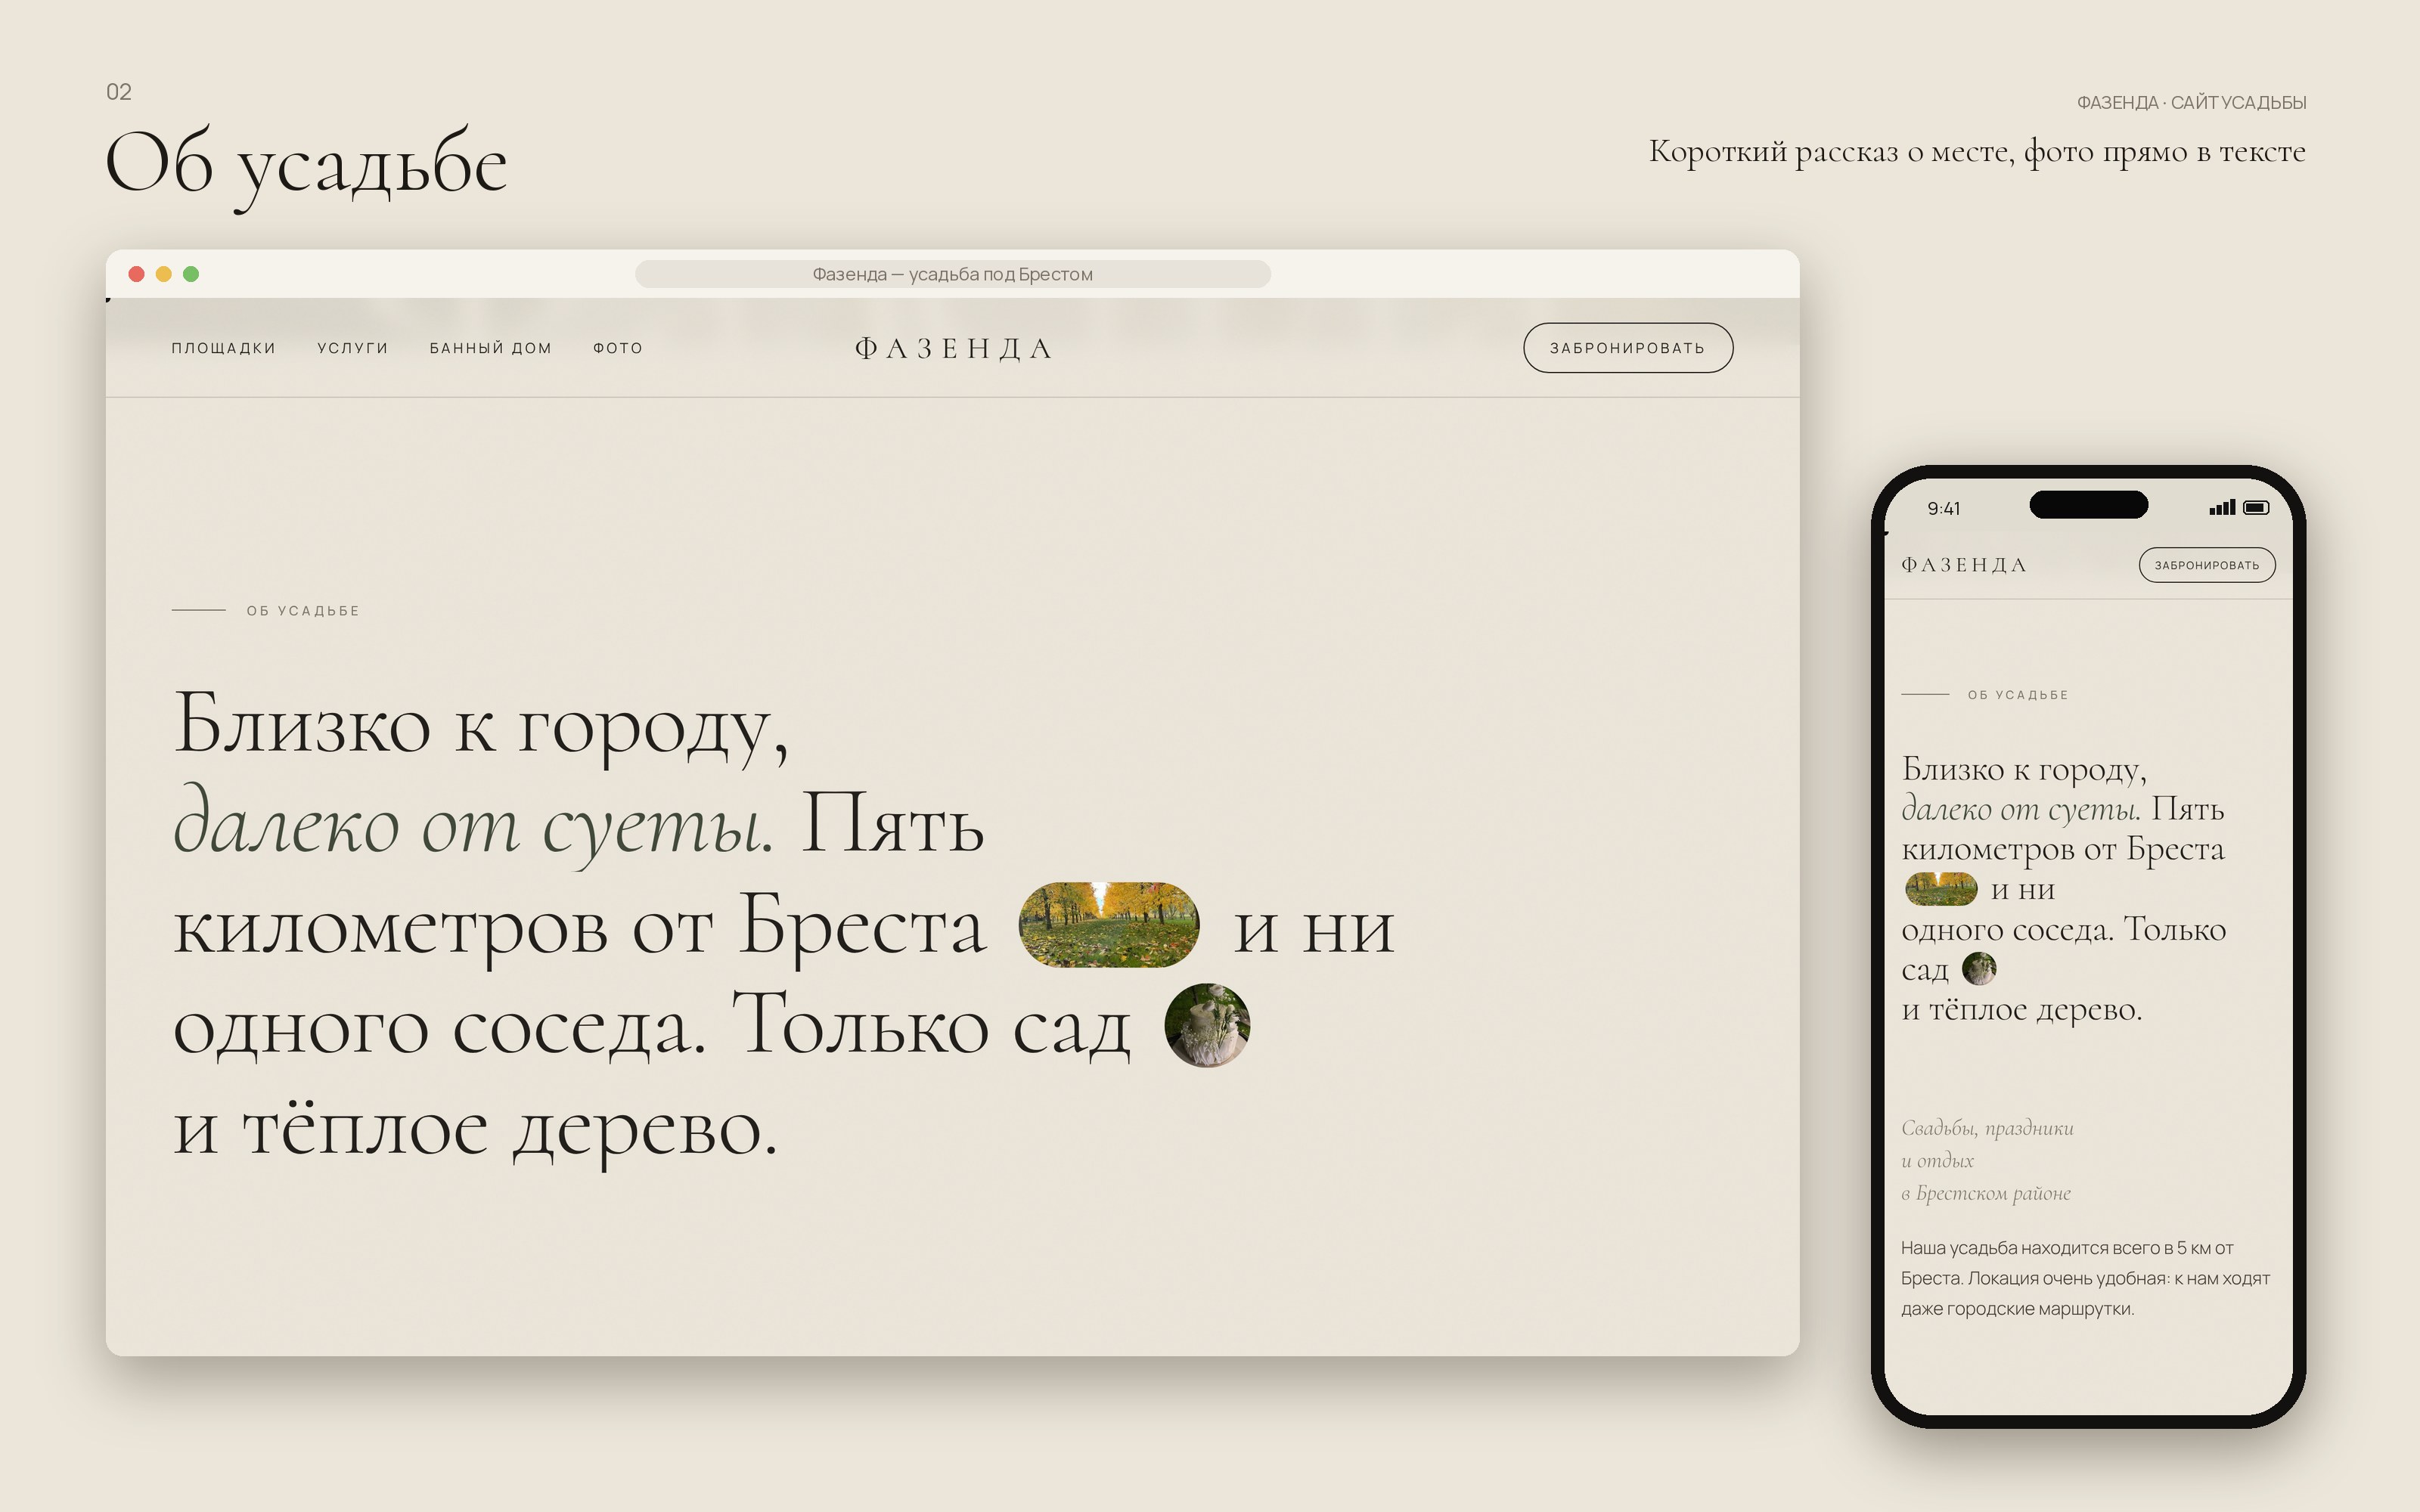 02
Об усадьбе
ФАЗЕНДА · САЙТ УСАДЬБЫ
Короткий рассказ о месте, фото прямо в тексте
Фазенда — усадьба под Брестом
ПЛОЩАДКИ УСЛУГИ БАННЫЙ ДОМ ФОТО ФАЗЕНДА ЗАБРОНИРОВАТЬ
ОБ УСАДЬБЕ
Близко к городу,
далеко от суеты. Пять
километров от Бреста и ни
одного соседа. Только сад
и тёплое дерево.
9:41
ФАЗЕНДА ЗАБРОНИРОВАТЬ
ОБ УСАДЬБЕ
Близко к городу,
далеко от суеты. Пять
километров от Бреста
и ни
одного соседа. Только
сад
и тёплое дерево.
Свадьбы, праздники
и отдых
в Брестском районе
Наша усадьба находится всего в 5 км от
Бреста. Локация очень удобная: к нам ходят
даже городские маршрутки.